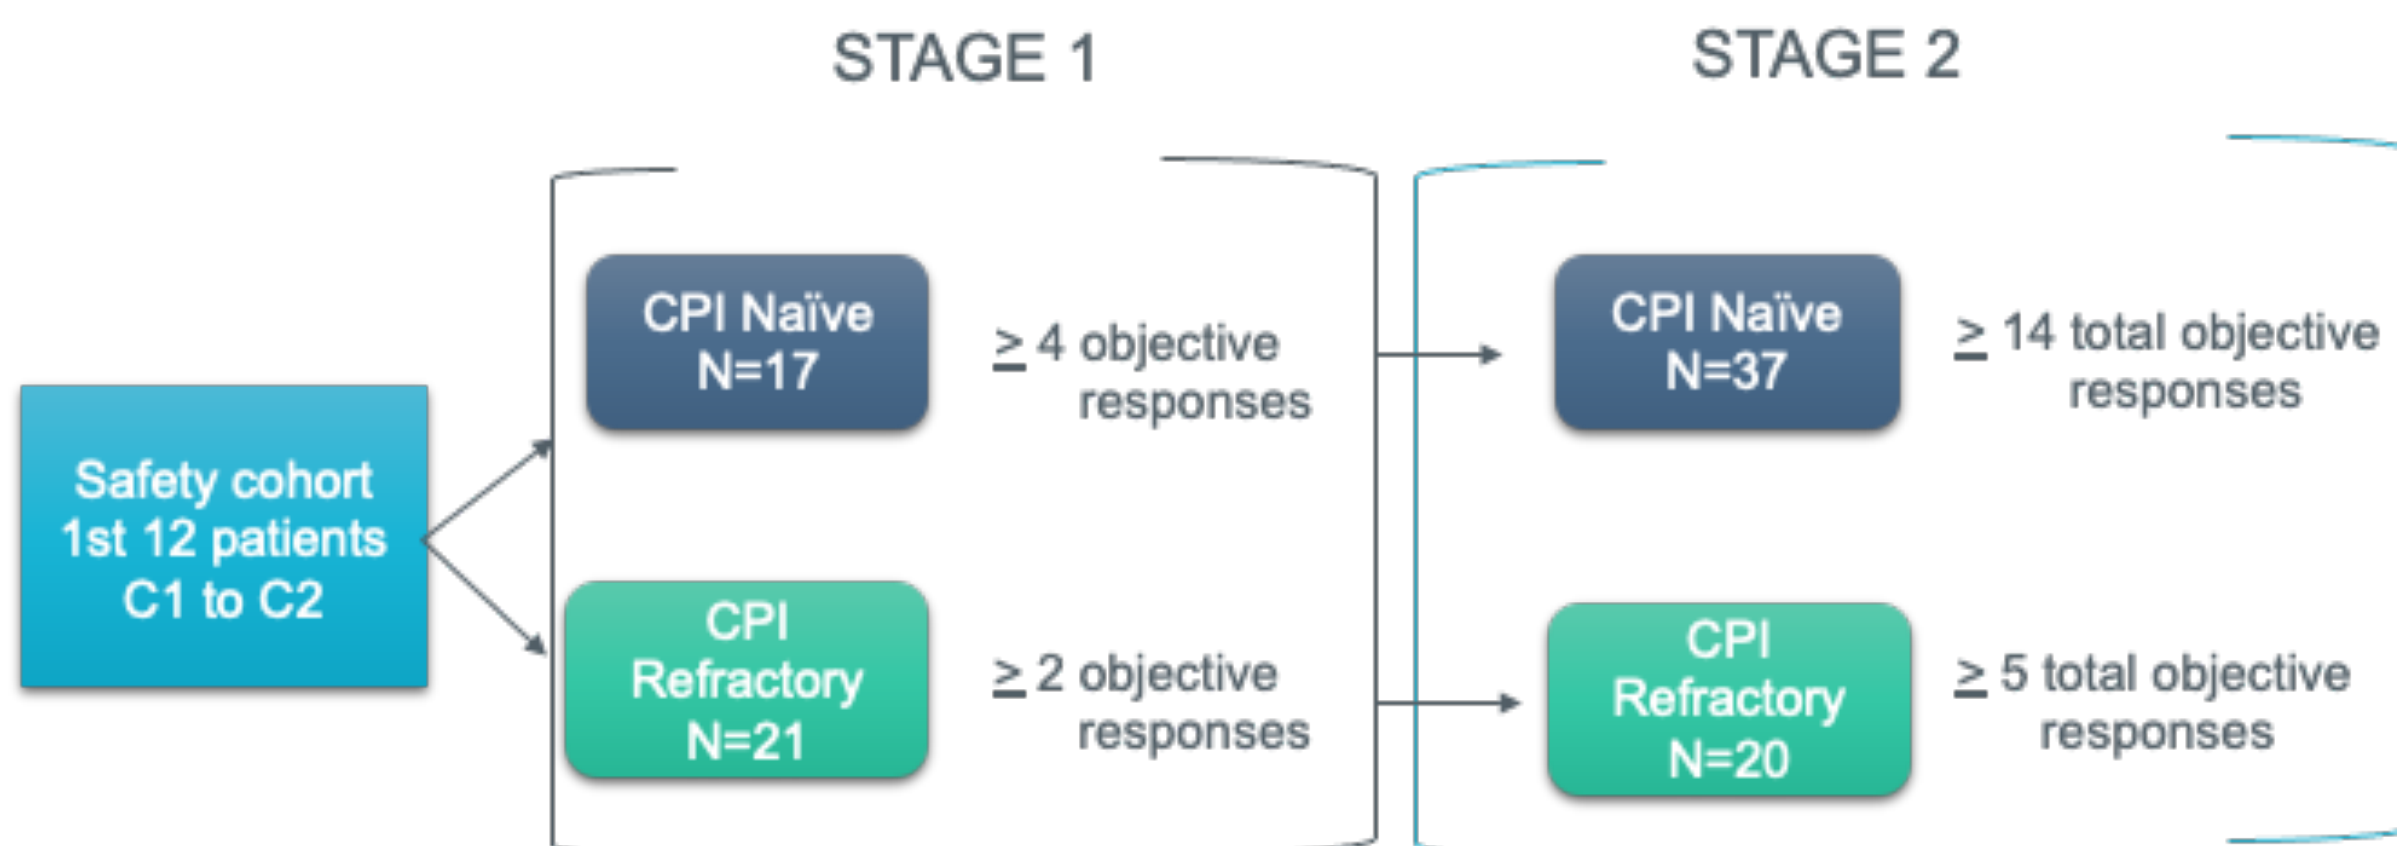 STAGE 1
STAGE 2
Safety cohort
1st 12 patients
C1 to C2
CPI Naïve
N=17
≥ 4 objective
responses
CPI Naïve
N=37
≥ 14 total objective
responses
CPI
Refractory
N=21
≥ 2 objective
responses
CPI
Refractory
N=20
≥ 5 total objective
responses